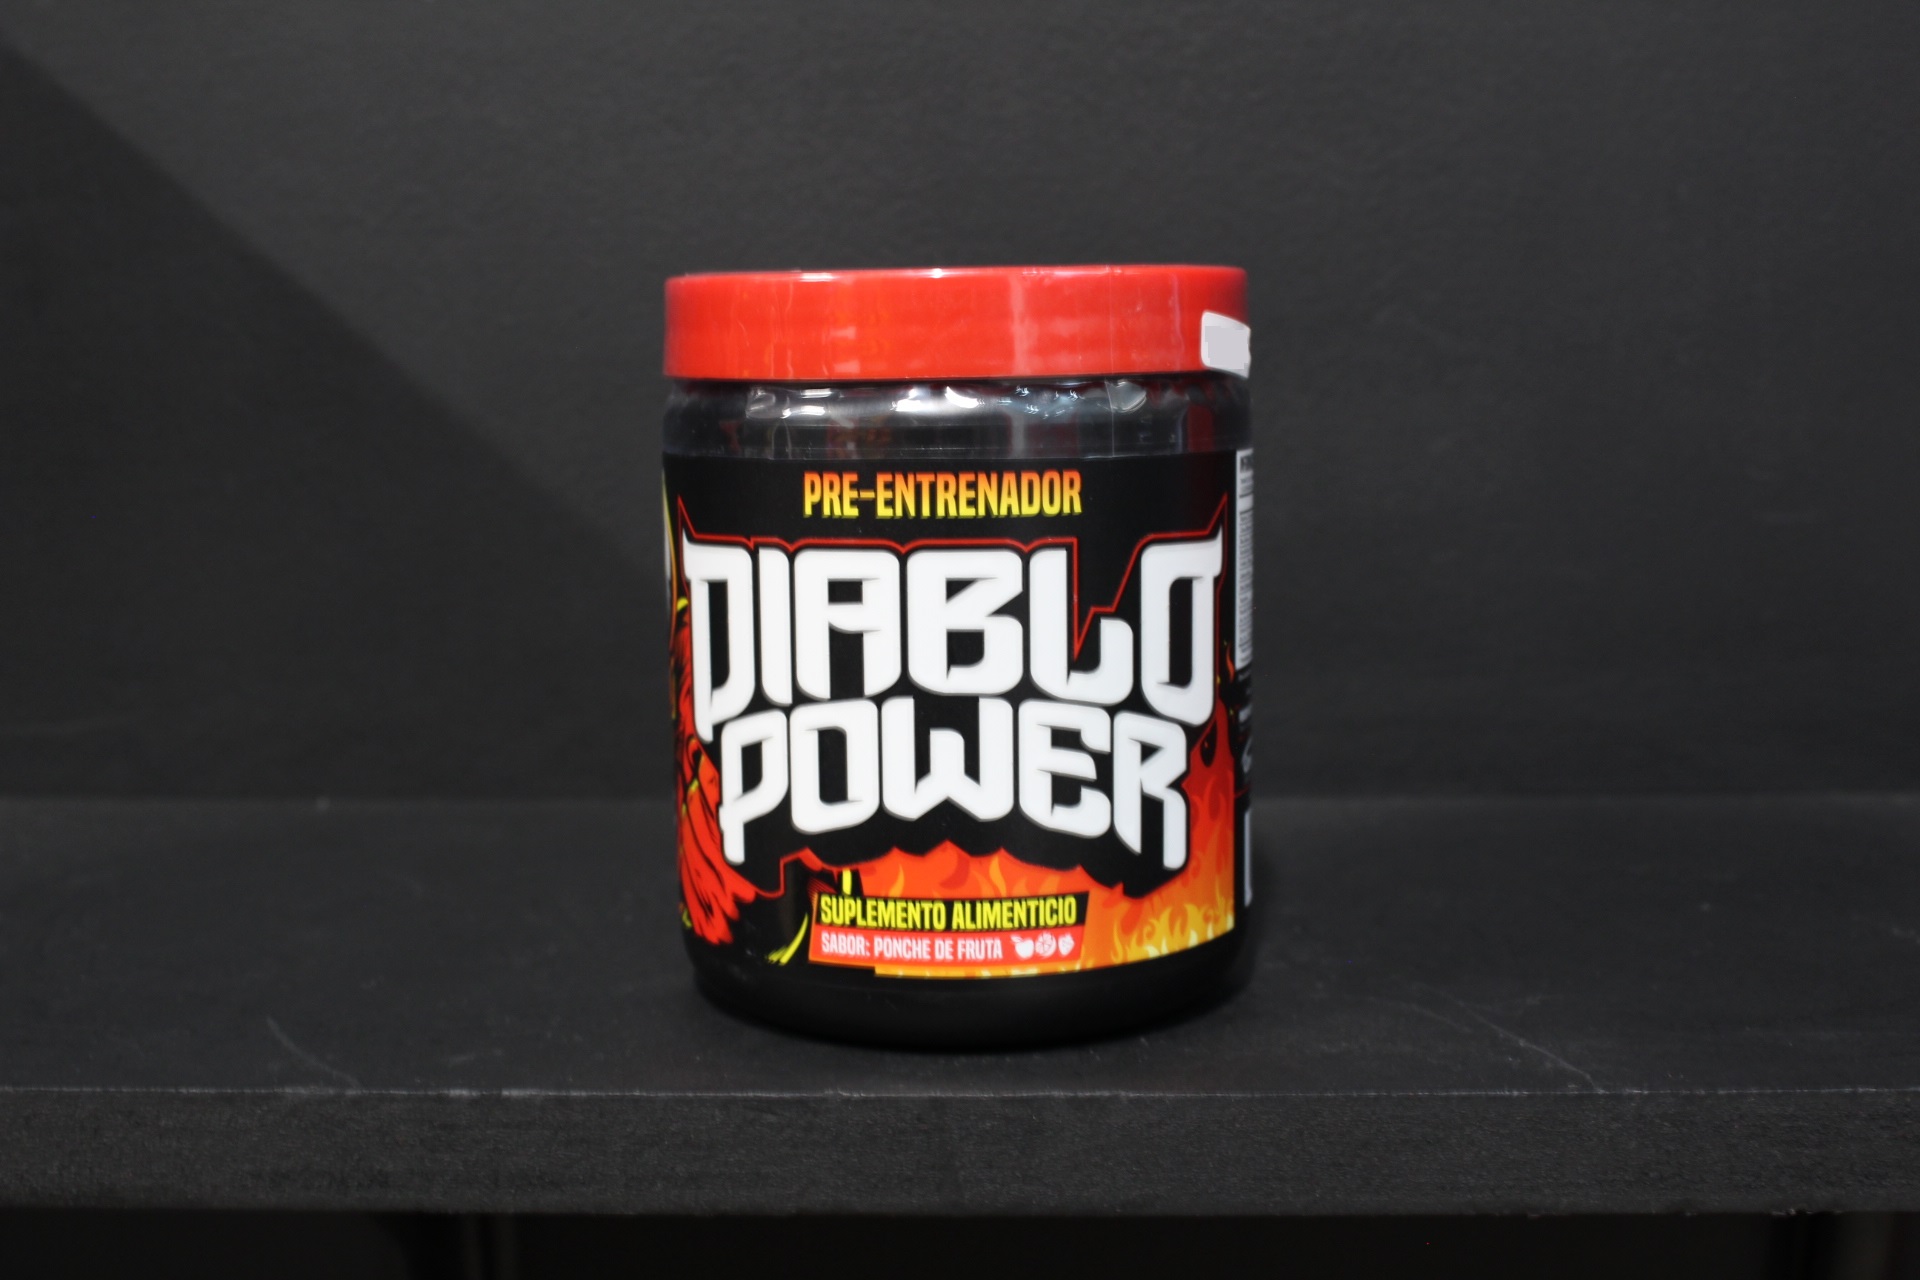 PRE-ENTRENADOR
DIABLO
POWER
SUPLEMENTO ALIMENTICIO
SABOR: PONCHE DE FRUTA